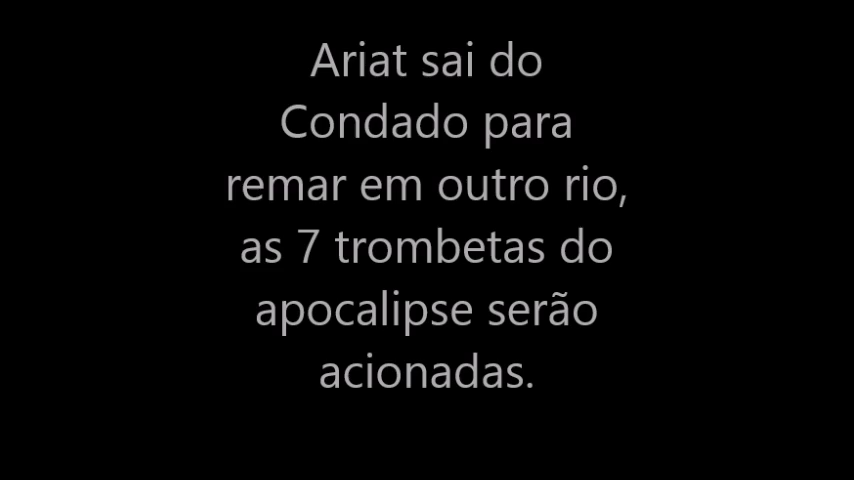 Ariat sai do
Condado para
remar em outro rio,
as 7 trombetas do
apocalipse serão
acionadas.